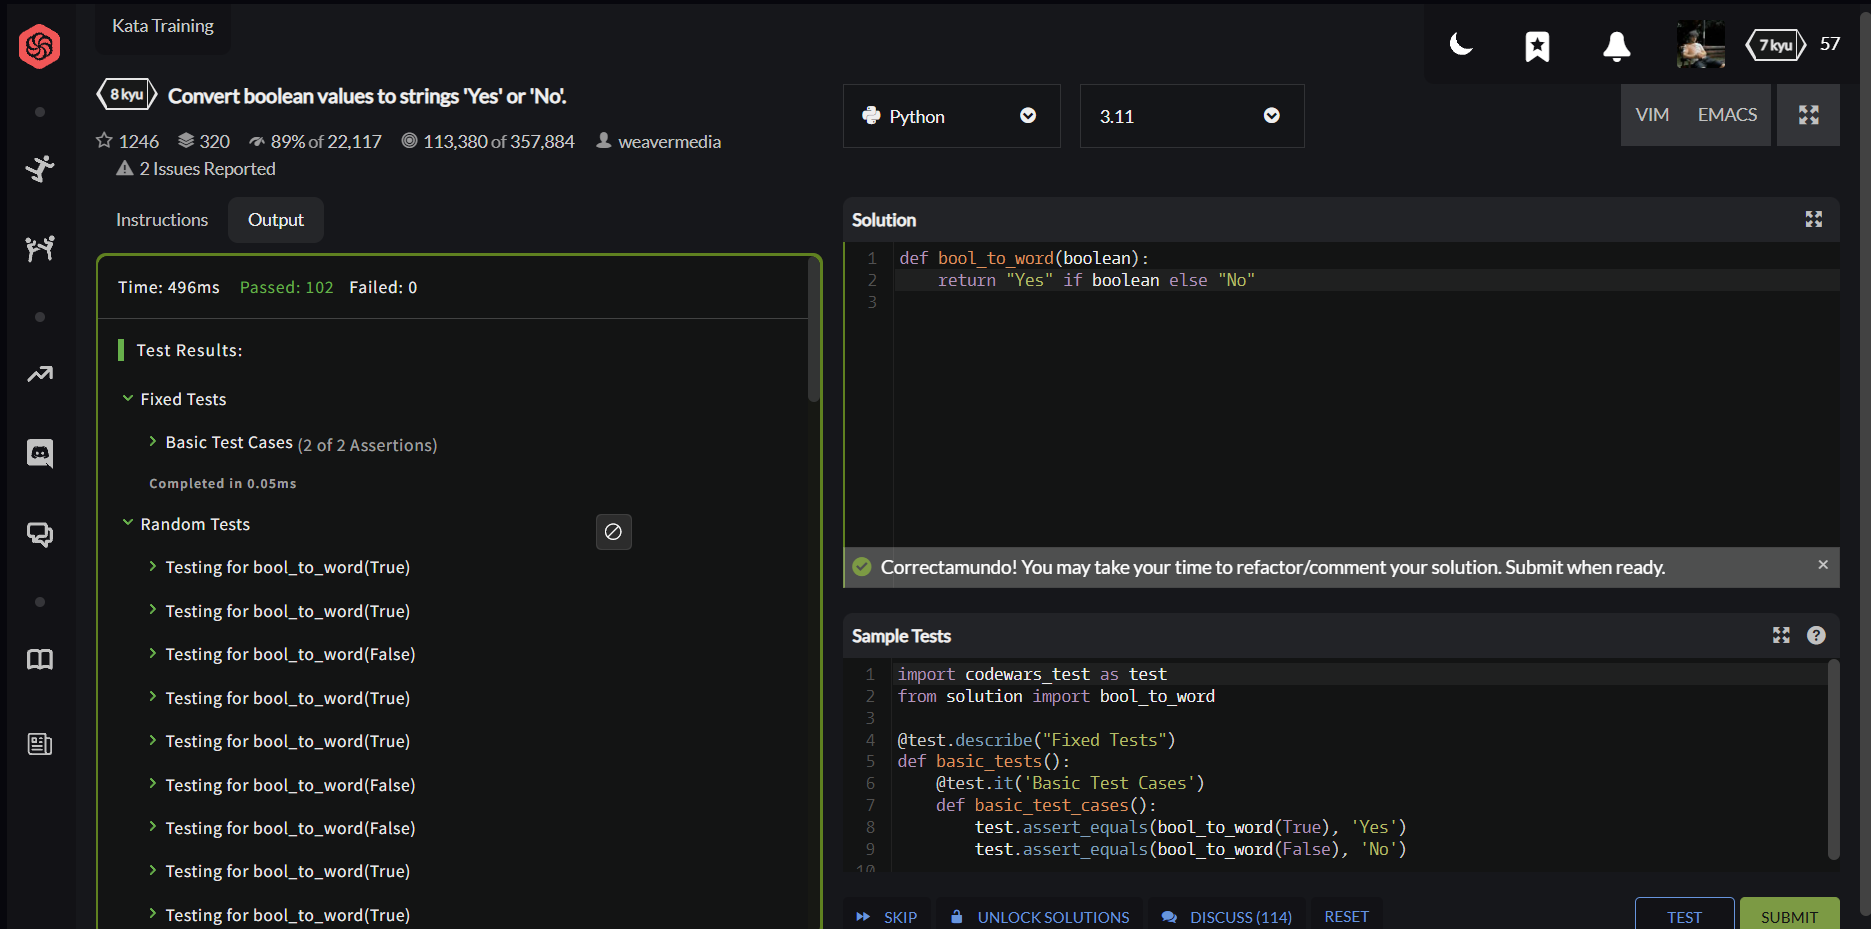 Kata Training
7 kyu
57
8 kyu
Convert boolean values to strings 'Yes' or 'No'.
1246
320
89% of 22,117
113,380 of 357,884
weavermedia
2 Issues Reported
Instructions
Output
Time: 496ms
Passed: 102
Failed: 0
Test Results:
Fixed Tests
Basic Test Cases (2 of 2 Assertions)
Completed in 0.05ms
Random Tests
Testing for bool_to_word(True)
Testing for bool_to_word(True)
Testing for bool_to_word(False)
Testing for bool_to_word(True)
Testing for bool_to_word(True)
Testing for bool_to_word(False)
Testing for bool_to_word(False)
Testing for bool_to_word(True)
Testing for bool_to_word(True)
Python
3.11
VIM
EMACS
Solution
1 def bool_to_word(boolean):
2     return "Yes" if boolean else "No"
3
Correctamundo! You may take your time to refactor/comment your solution. Submit when ready.
×
Sample Tests
?
1 import codewars_test as test
2 from solution import bool_to_word
3
4 @test.describe("Fixed Tests")
5 def basic_tests():
6     @test.it('Basic Test Cases')
7     def basic_test_cases():
8         test.assert_equals(bool_to_word(True), 'Yes')
9         test.assert_equals(bool_to_word(False), 'No')
10
SKIP
UNLOCK SOLUTIONS
DISCUSS (114)
RESET
TEST
SUBMIT